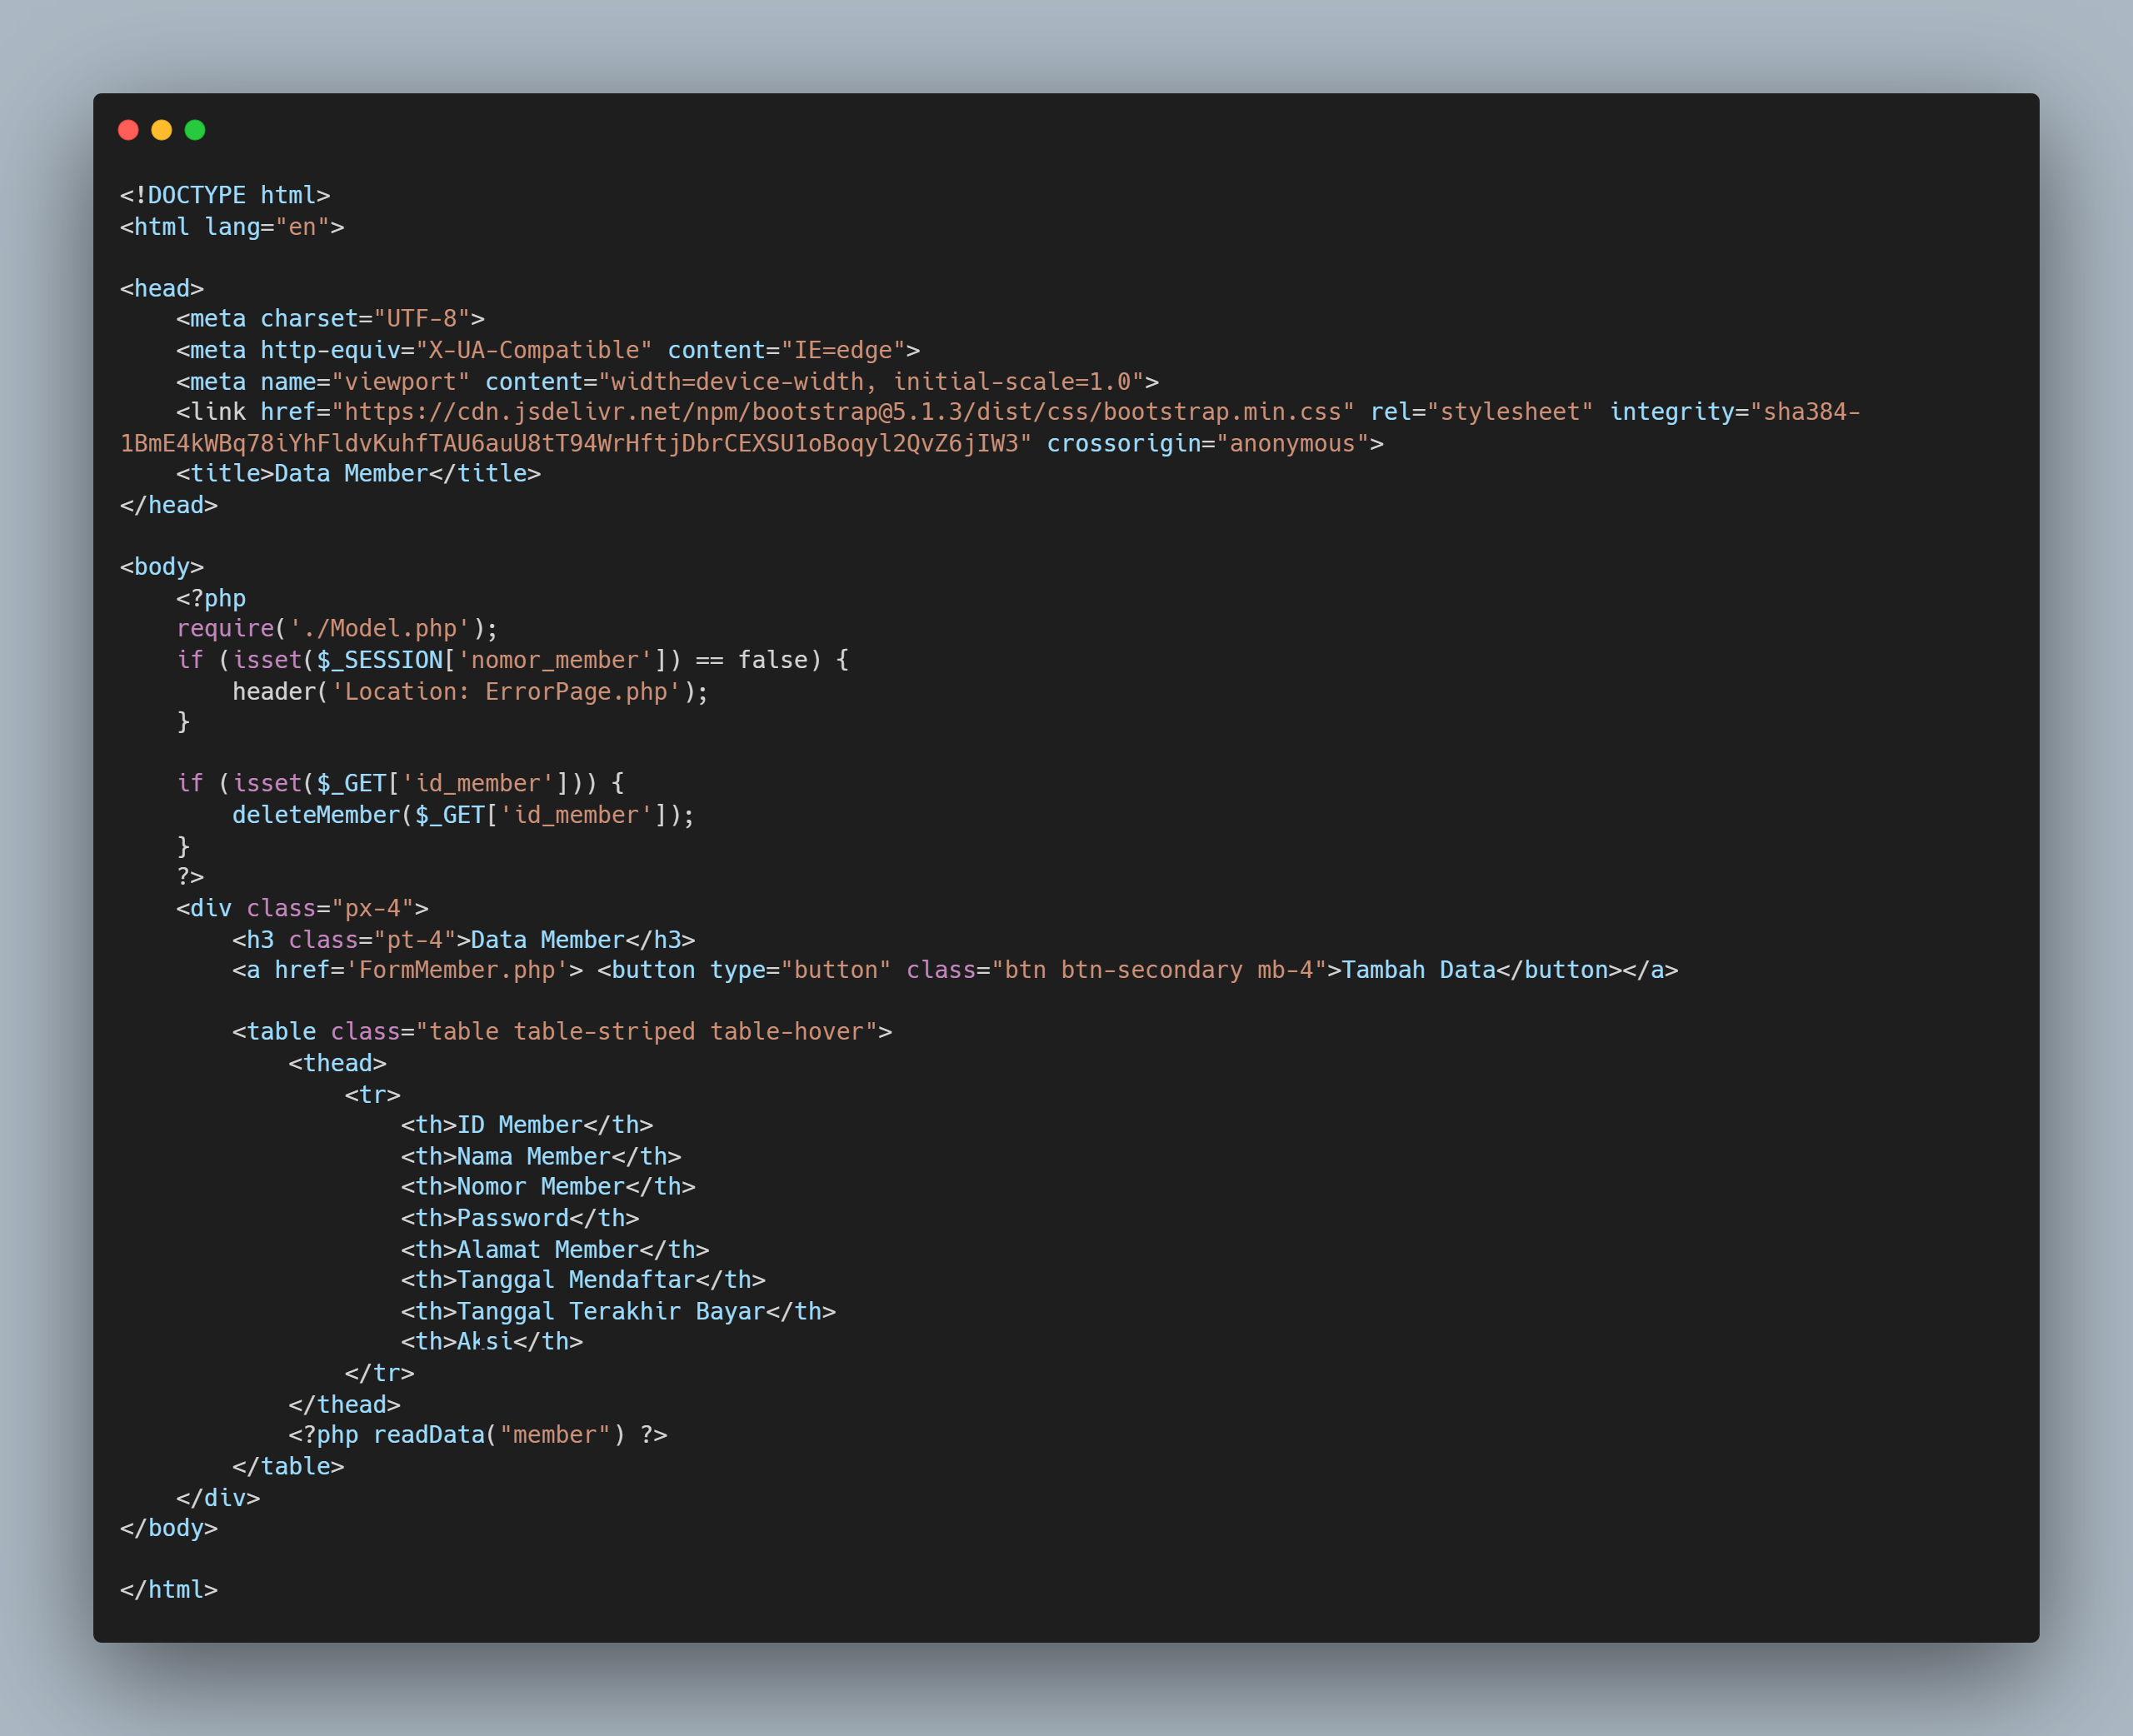 <!DOCTYPE html>
<html lang="en">

<head>
    <meta charset="UTF-8">
    <meta http-equiv="X-UA-Compatible" content="IE=edge">
    <meta name="viewport" content="width=device-width, initial-scale=1.0">
    <link href="https://cdn.jsdelivr.net/npm/bootstrap@5.1.3/dist/css/bootstrap.min.css" rel="stylesheet" integrity="sha384-
1BmE4kWBq78iYhFldvKuhfTAU6auU8tT94WrHftjDbrCEXSU1oBoqyl2QvZ6jIW3" crossorigin="anonymous">
    <title>Data Member</title>
</head>

<body>
    <?php
    require('./Model.php');
    if (isset($_SESSION['nomor_member']) == false) {
        header('Location: ErrorPage.php');
    }

    if (isset($_GET['id_member'])) {
        deleteMember($_GET['id_member']);
    }
    ?>
    <div class="px-4">
        <h3 class="pt-4">Data Member</h3>
        <a href='FormMember.php'> <button type="button" class="btn btn-secondary mb-4">Tambah Data</button></a>

        <table class="table table-striped table-hover">
            <thead>
                <tr>
                    <th>ID Member</th>
                    <th>Nama Member</th>
                    <th>Nomor Member</th>
                    <th>Password</th>
                    <th>Alamat Member</th>
                    <th>Tanggal Mendaftar</th>
                    <th>Tanggal Terakhir Bayar</th>
                    <th>Aksi</th>
                </tr>
            </thead>
            <?php readData("member") ?>
        </table>
    </div>
</body>

</html>